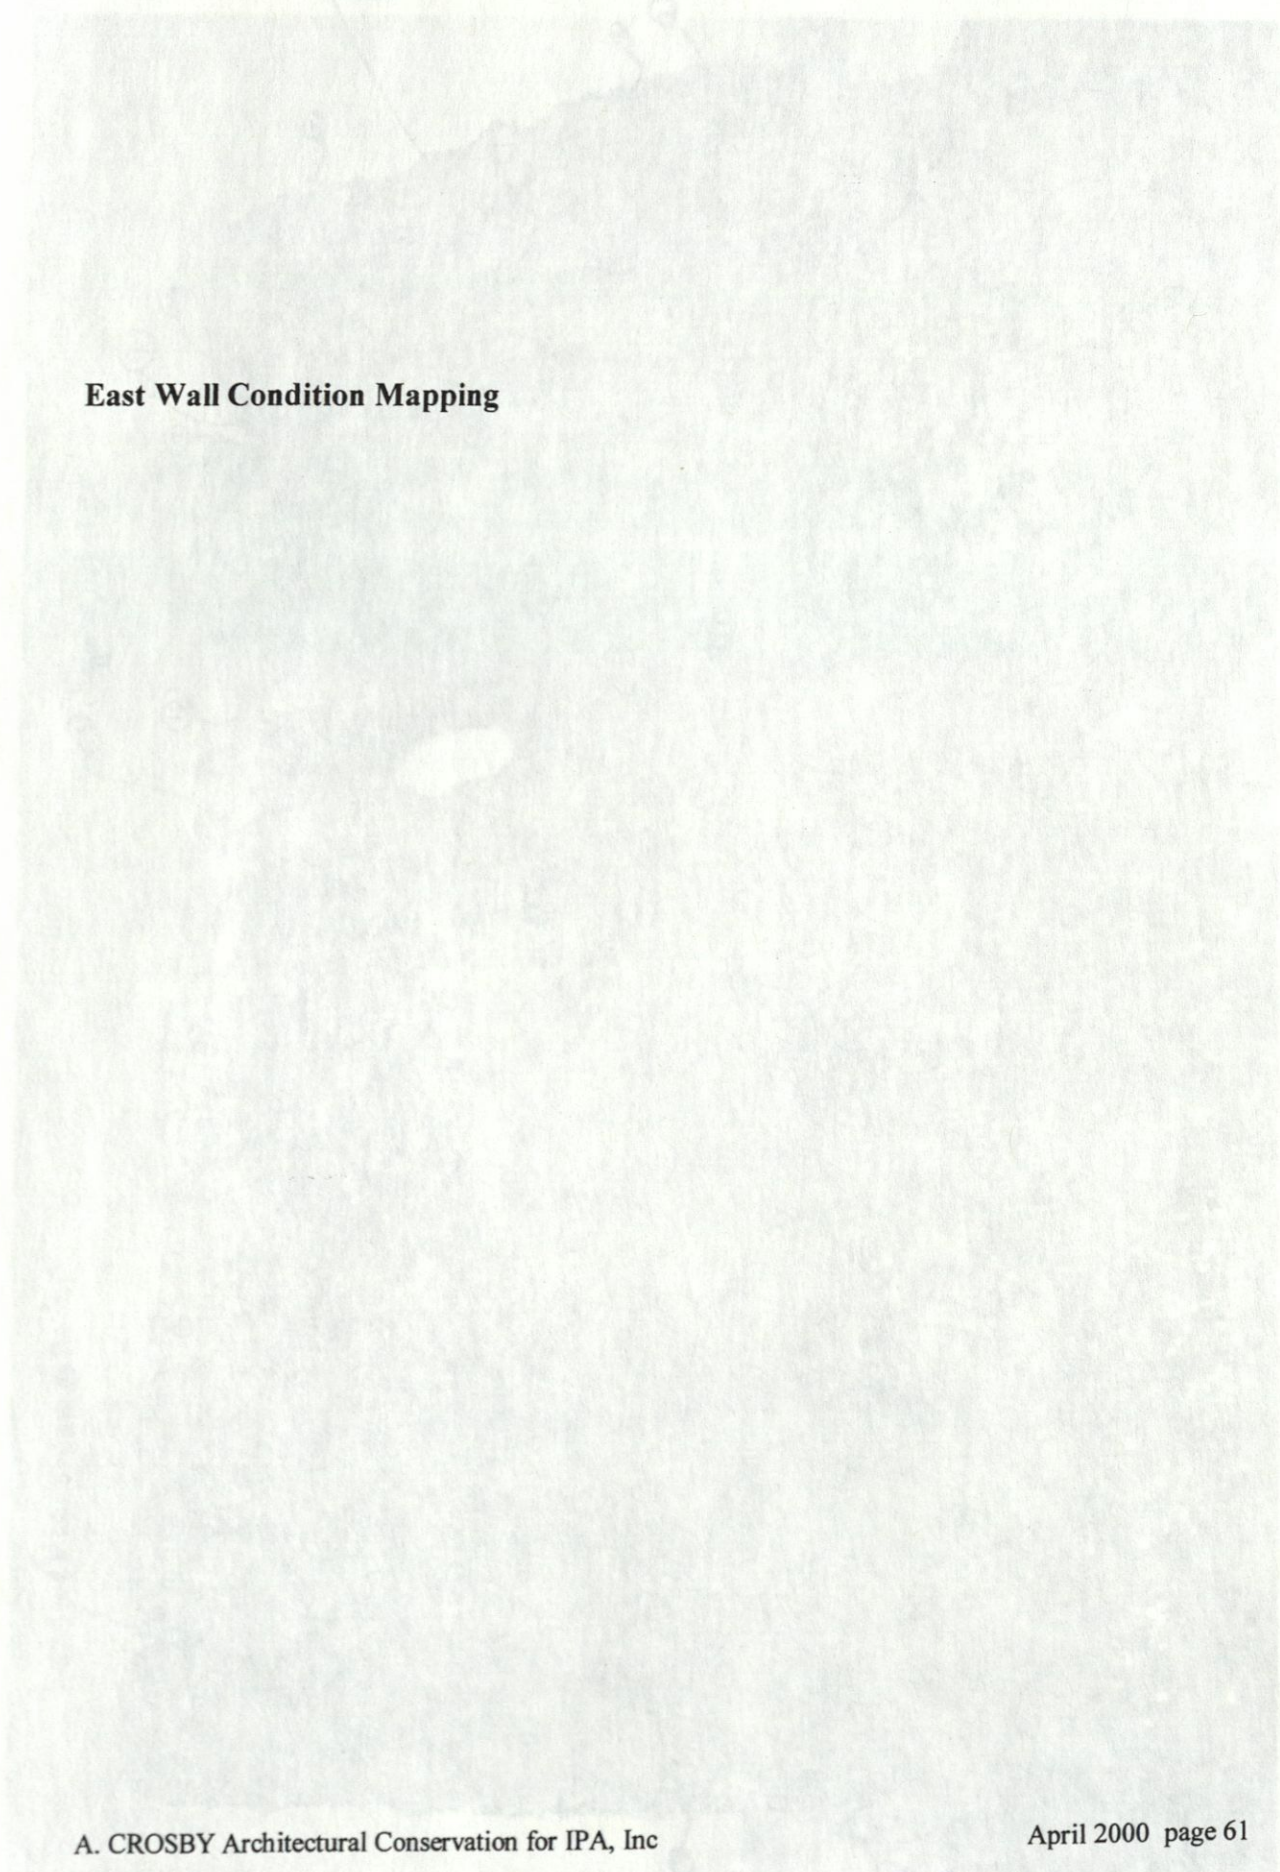 East Wall Condition Mapping
A. CROSBY Architectural Conservation for IPA, Inc
April 2000 page 61